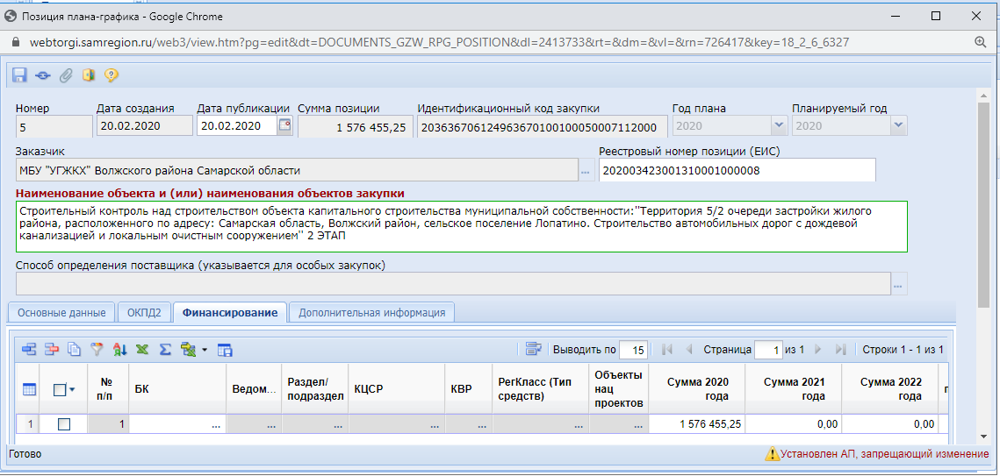 Позиция плана-графика - Google Chrome
webtorgi.samregion.ru/web3/view.htm?pg=edit&dt=DOCUMENTS_GZW_RPG_POSITION&dl=2413733&rt=&dm=&vl=&rn=726417&key=18_2_6_6327
Номер Дата создания Дата публикации Сумма позиции Идентификационный код закупки Год плана Планируемый год
5 20.02.2020 20.02.2020 1 576 455,25 203636706124963670100100050007112000 2020 2020
Заказчик Реестровый номер позиции (ЕИС)
МБУ "УГЖКХ" Волжского района Самарской области ... 202003423001310001000008
Наименование объекта и (или) наименования объектов закупки
Строительный контроль над строительством объекта капитального строительства муниципальной собственности:"Территория 5/2 очереди застройки жилого
района, расположенного по адресу: Самарская область, Волжский район, сельское поселение Лопатино. Строительство автомобильных дорог с дождевой
канализацией и локальным очистным сооружением" 2 ЭТАП
Способ определения поставщика (указывается для особых закупок)
...
Основные данные ОКПД2 Финансирование Дополнительная информация
Выводить по 15 Страница 1 из 1 Строки 1 - 1 из 1
№ п/п БК Ведом... Раздел/ подраздел КЦСР КВР РегКласс (Тип средств) Объекты нац проектов Сумма 2020 года Сумма 2021 года Сумма 2022 года
1 1 ... ... ... ... ... ... ... 1 576 455,25 0,00 0,00
Готово Установлен АП, запрещающий изменение